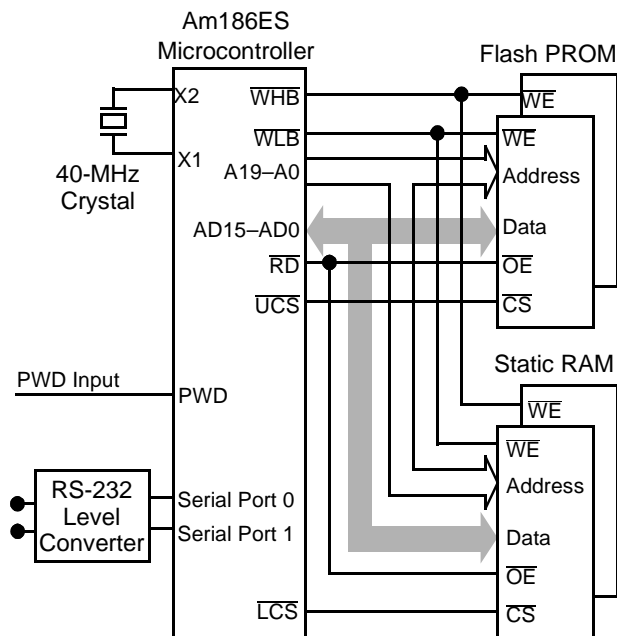 Am186ES
Microcontroller
Flash PROM
X2
WHB
WE
WLB
WE
X1
A19–A0
Address
40-MHz
Crystal
AD15–AD0
Data
RD
OE
UCS
CS
Static RAM
PWD Input
PWD
WE
WE
RS-232
Level
Converter
Serial Port 0
Address
Serial Port 1
Data
OE
LCS
CS